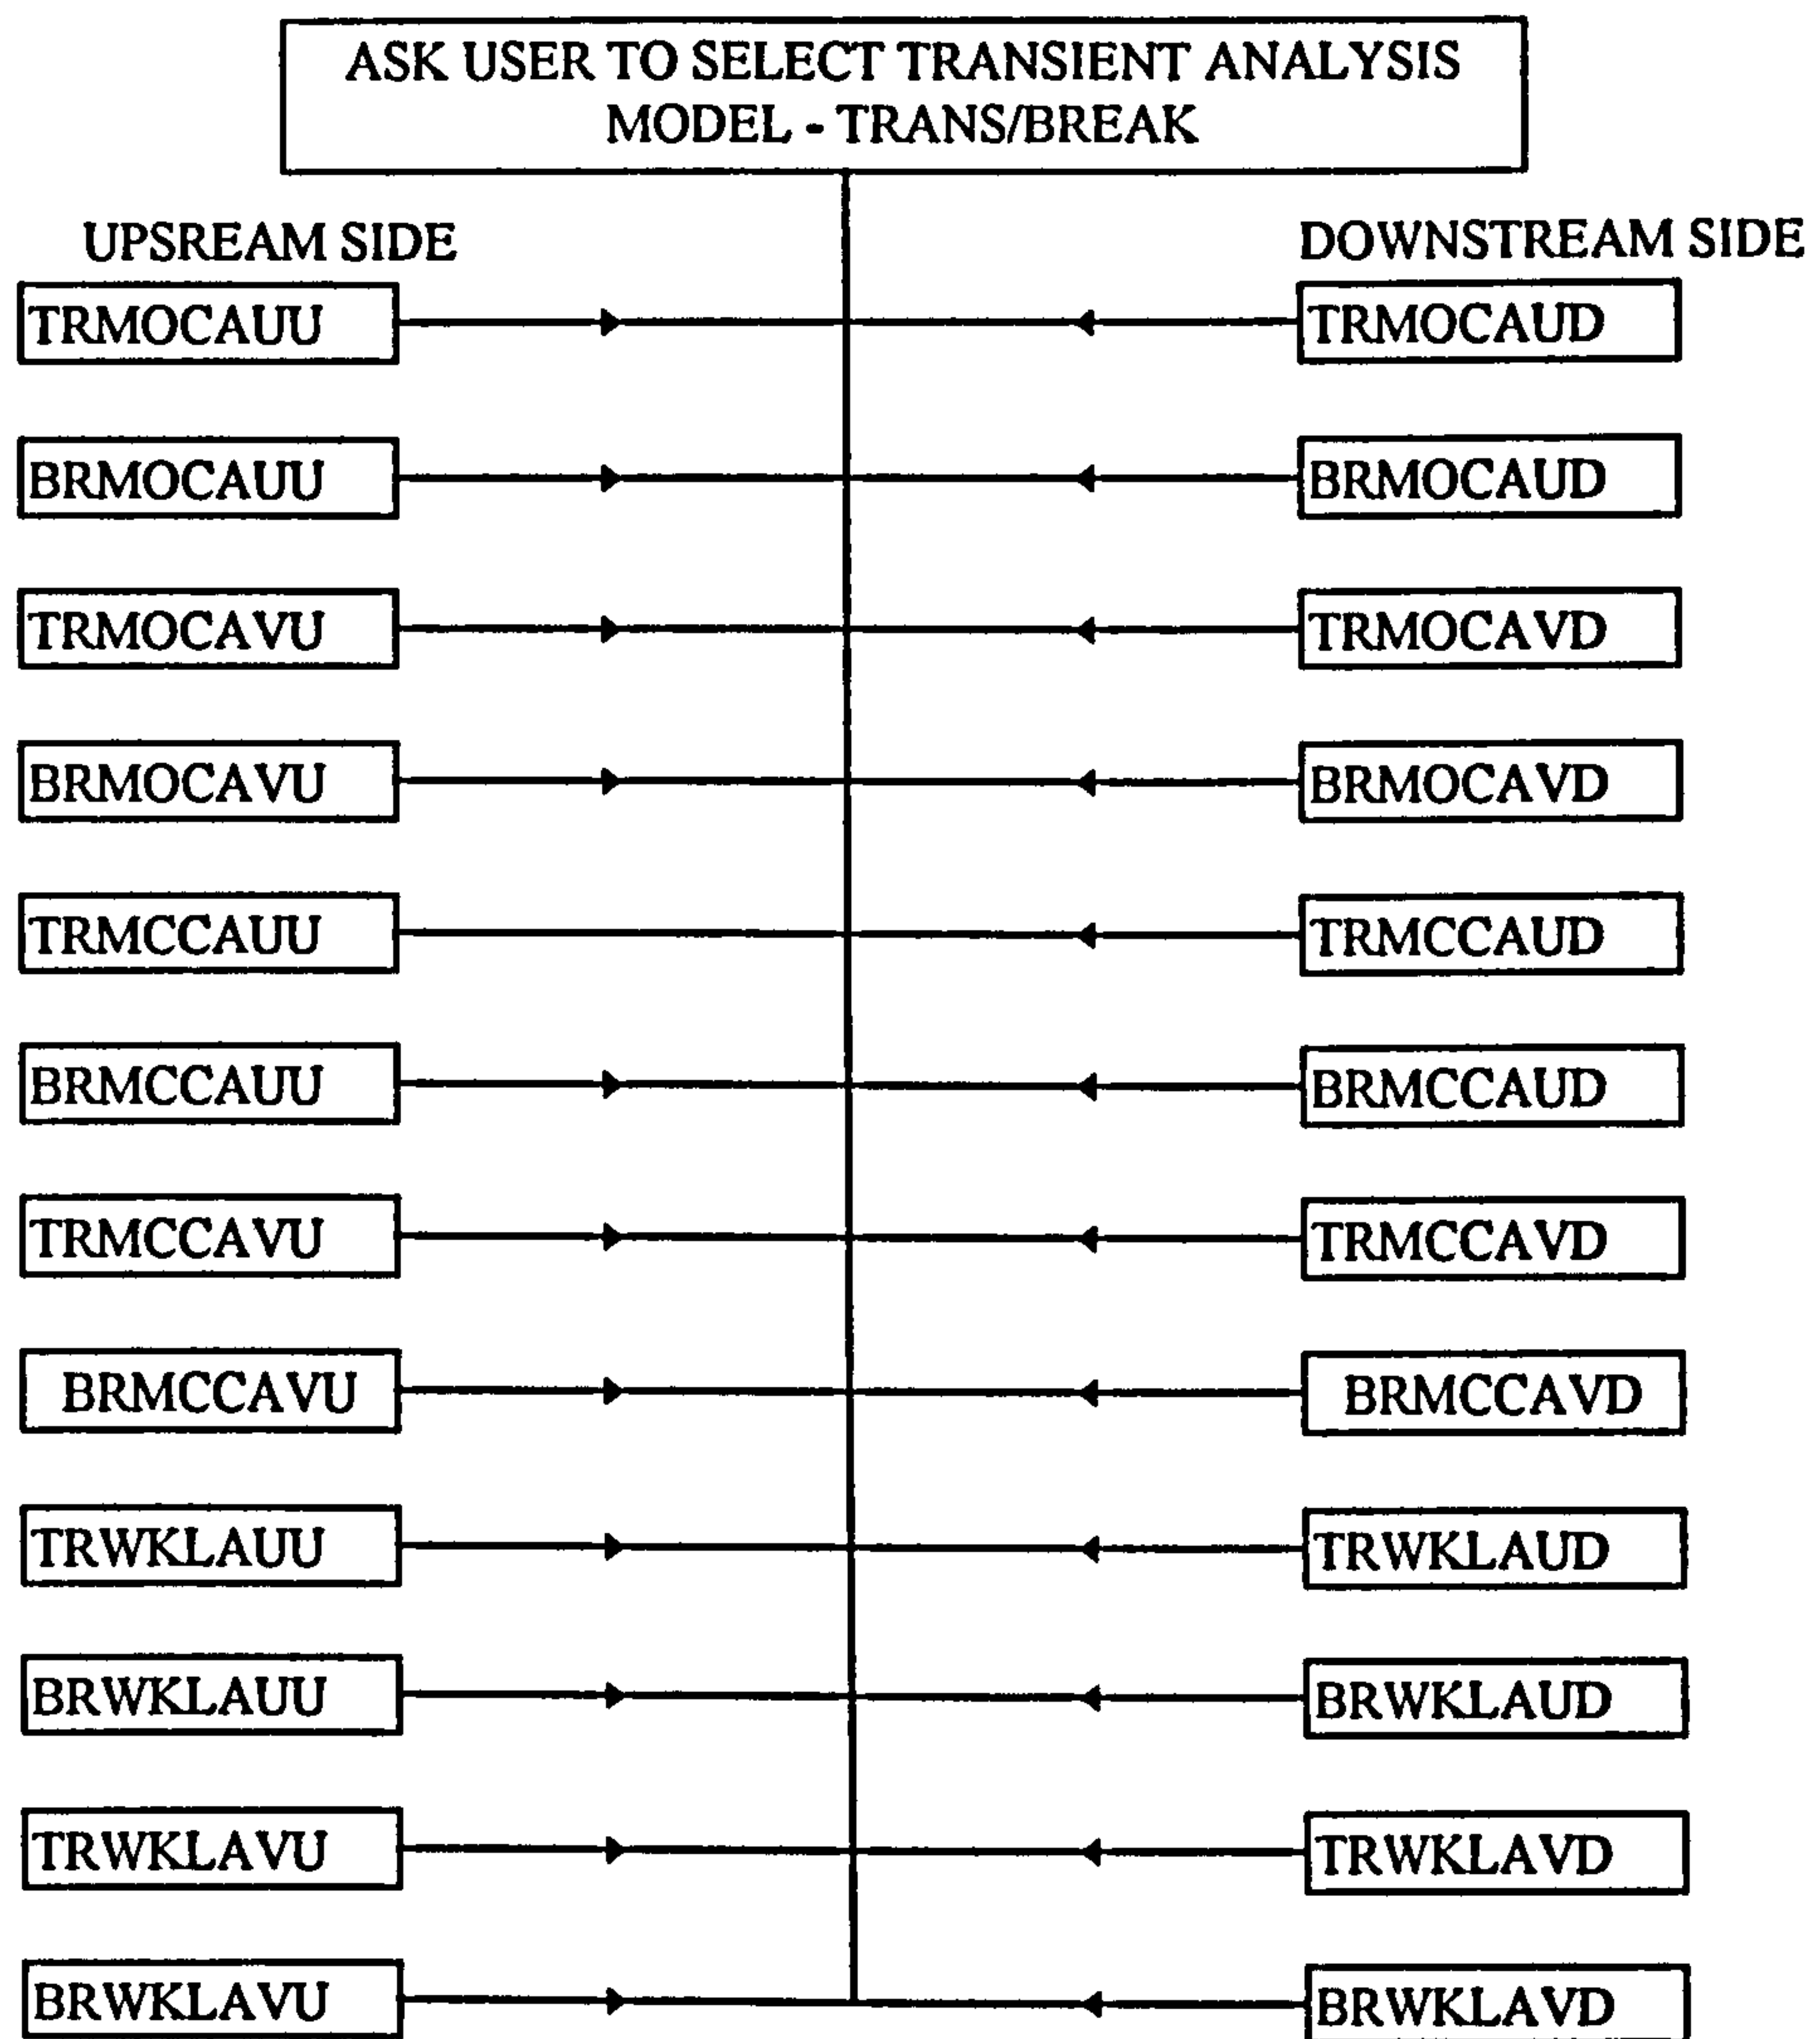 ASK USER TO SELECT TRANSIENT ANALYSIS
MODEL - TRANS/BREAK
UPSREAM SIDE
DOWNSTREAM SIDE
TRMOCAUU
TRMOCAUD
BRMOCAUU
BRMOCAUD
TRMOCAVU
TRMOCAVD
BRMOCAVU
BRMOCAVD
TRMCCAUU
TRMCCAUD
BRMCCAUU
BRMCCAUD
TRMCCAVU
TRMCCAVD
BRMCCAVU
BRMCCAVD
TRWKLAUU
TRWKLAUD
BRWKLAUU
BRWKLAUD
TRWKLAVU
TRWKLAVD
BRWKLAVU
BRWKLAVD